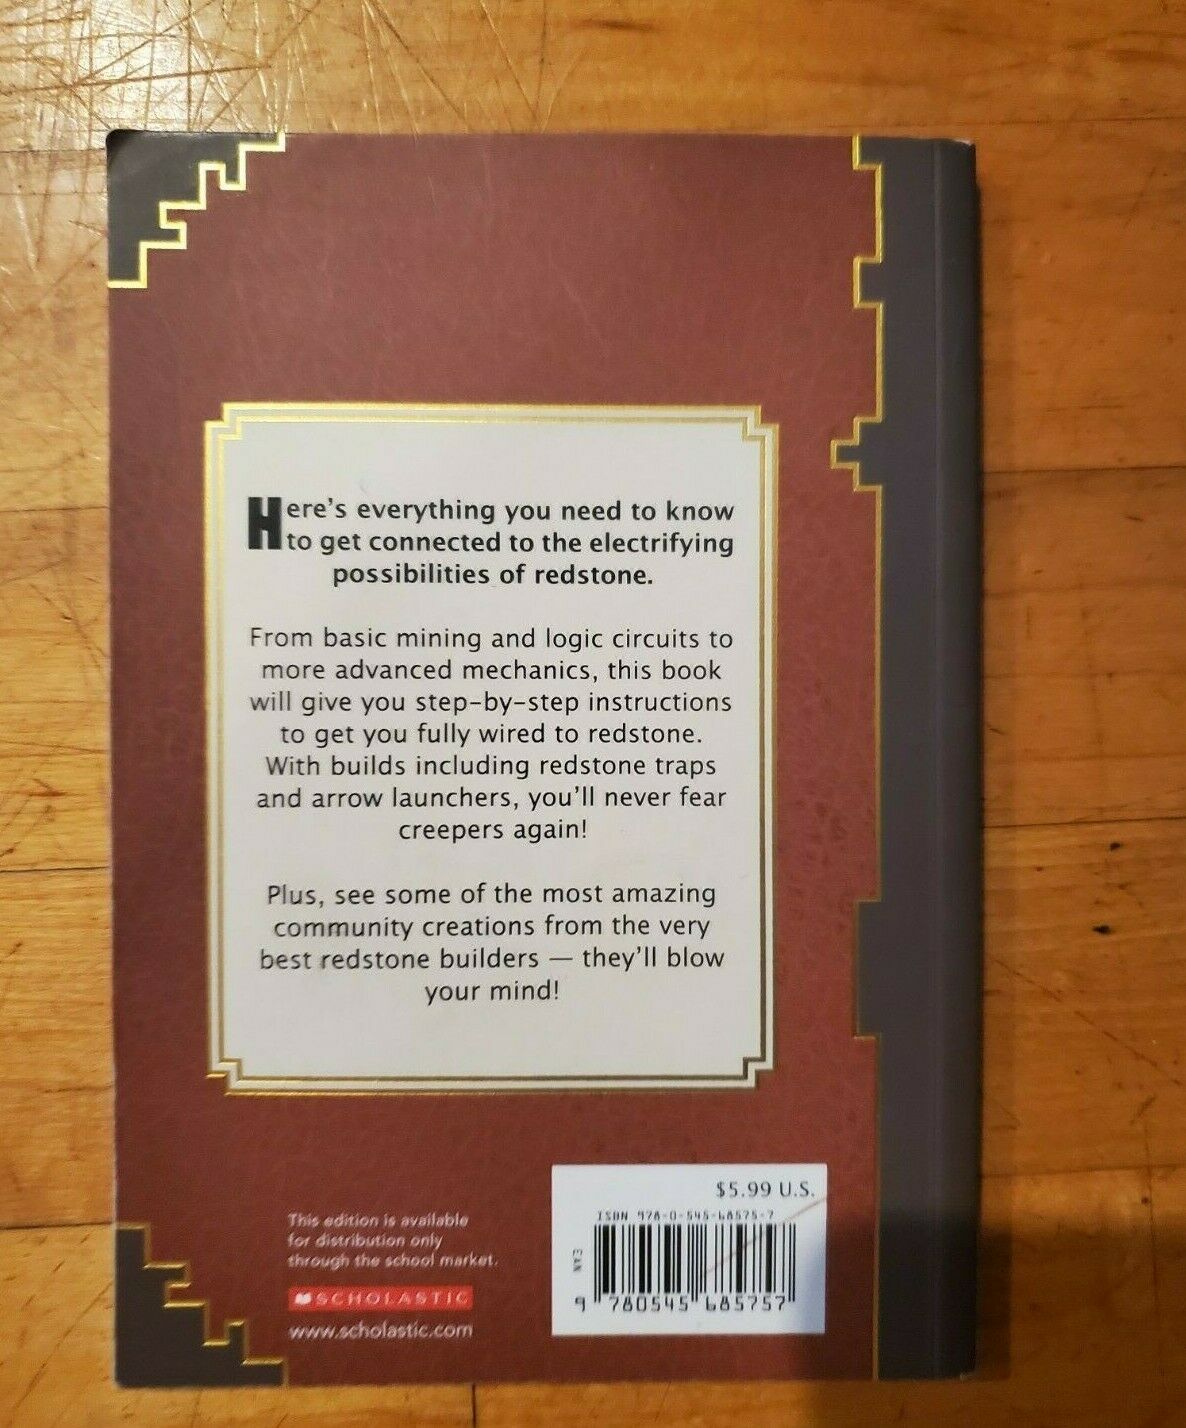 Here's everything you need to know
to get connected to the electrifying
possibilities of redstone.
From basic mining and logic circuits to
more advanced mechanics, this book
will give you step-by-step instructions
to get you fully wired to redstone.
With builds including redstone traps
and arrow launchers, you'll never fear
creepers again!
Plus, see some of the most amazing
community creations from the very
best redstone builders — they'll blow
your mind!
This edition is available
for distribution only
through the school market.
SCHOLASTIC
www.scholastic.com
$5.99 U.S.
ISBN 978-0-545-68575-7
EAN
9 780545 685757